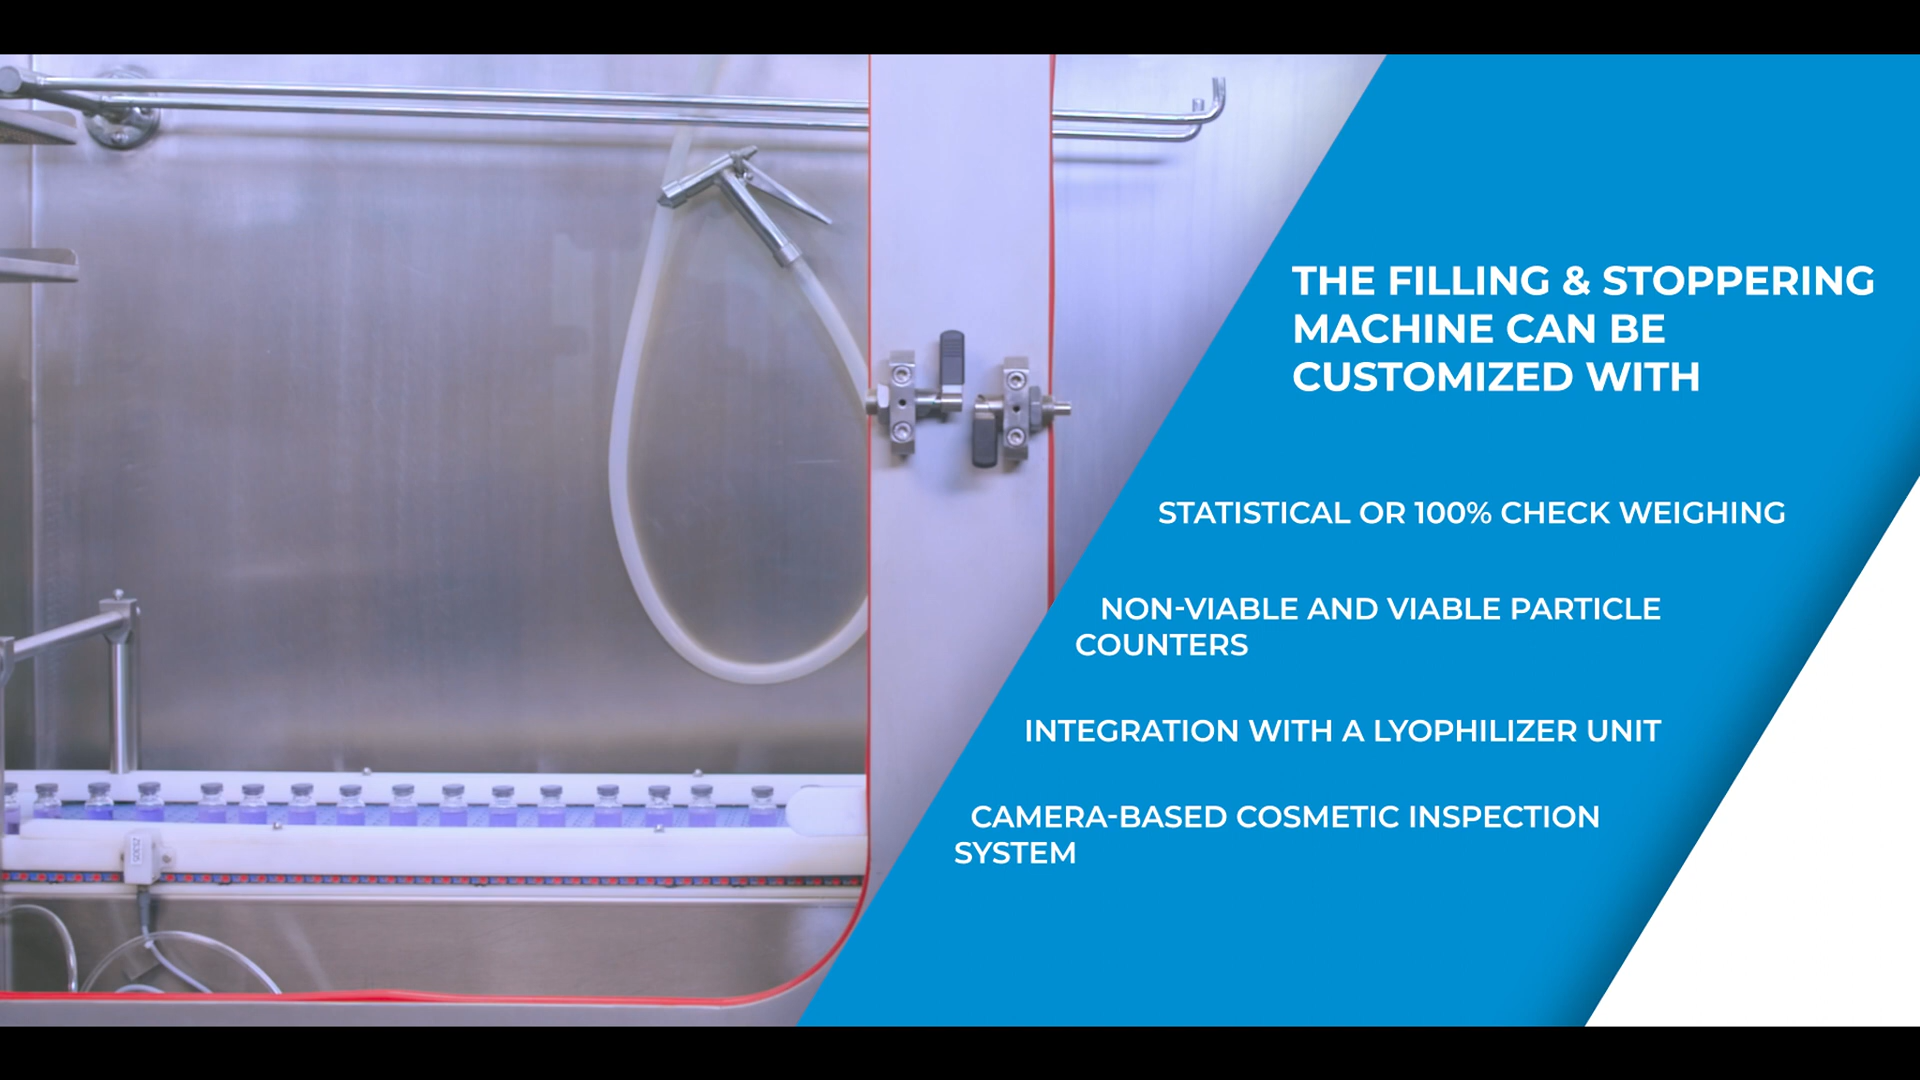 THE FILLING & STOPPERING
MACHINE CAN BE
CUSTOMIZED WITH
STATISTICAL OR 100% CHECK WEIGHING
NON-VIABLE AND VIABLE PARTICLE
COUNTERS
INTEGRATION WITH A LYOPHILIZER UNIT
CAMERA-BASED COSMETIC INSPECTION
SYSTEM